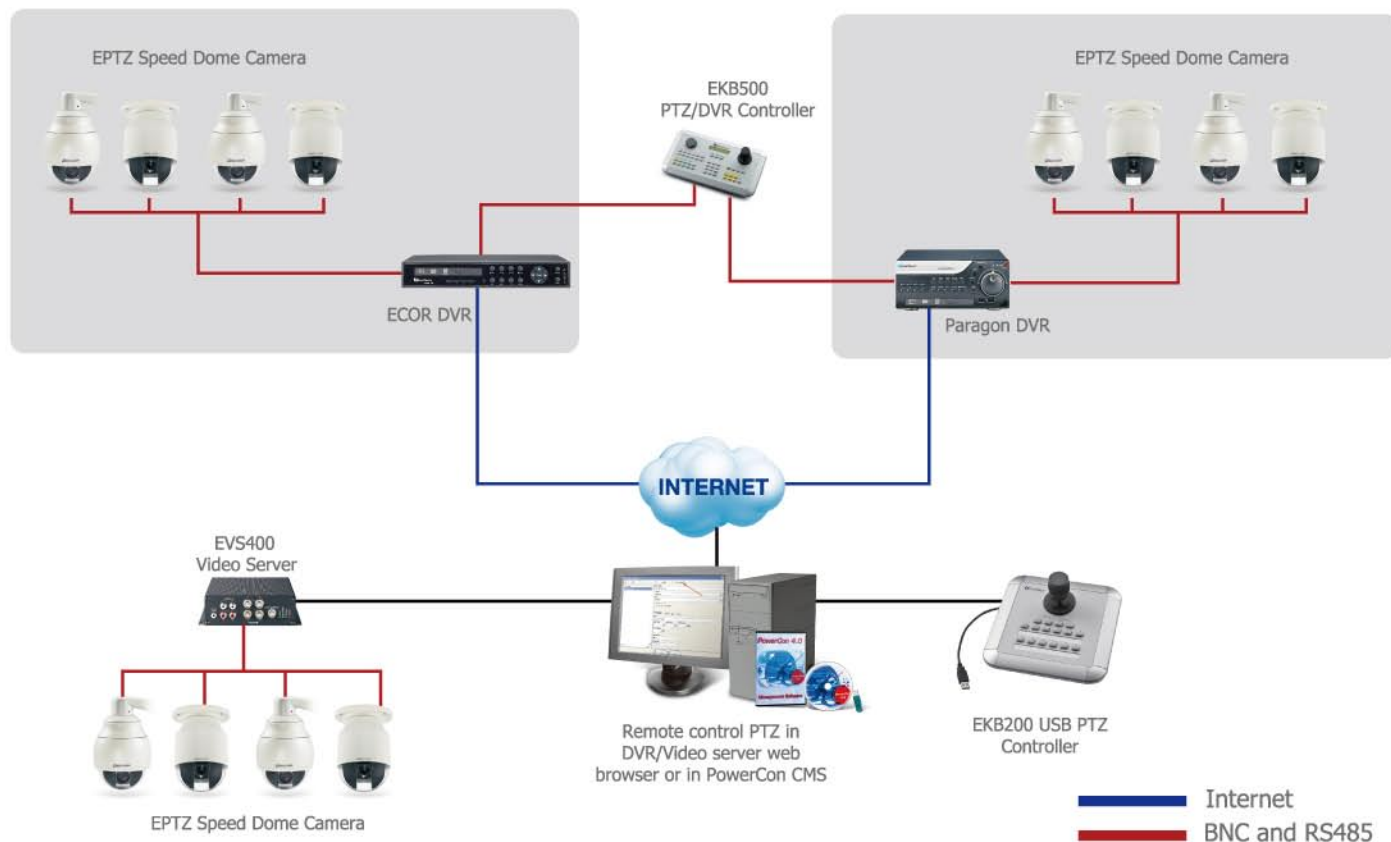 EPTZ Speed Dome Camera
EPTZ Speed Dome Camera
EKB500
PTZ/DVR Controller
ECOR DVR
Paragon DVR
INTERNET
EVS400
Video Server
PowerCon 4.0
Management Software
Remote control PTZ in
DVR/Video server web
browser or in PowerCon CMS
EKB200 USB PTZ
Controller
EPTZ Speed Dome Camera
Internet
BNC and RS485